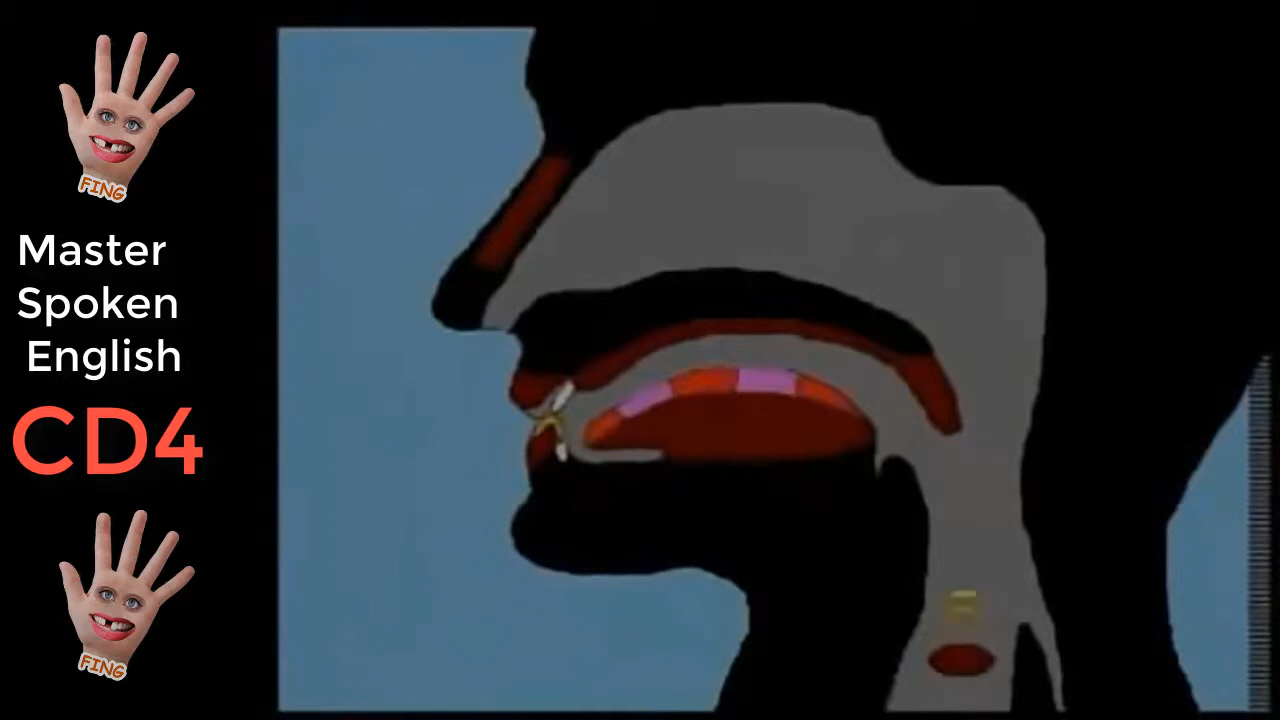 FING
Master
Spoken
English
CD4
FING